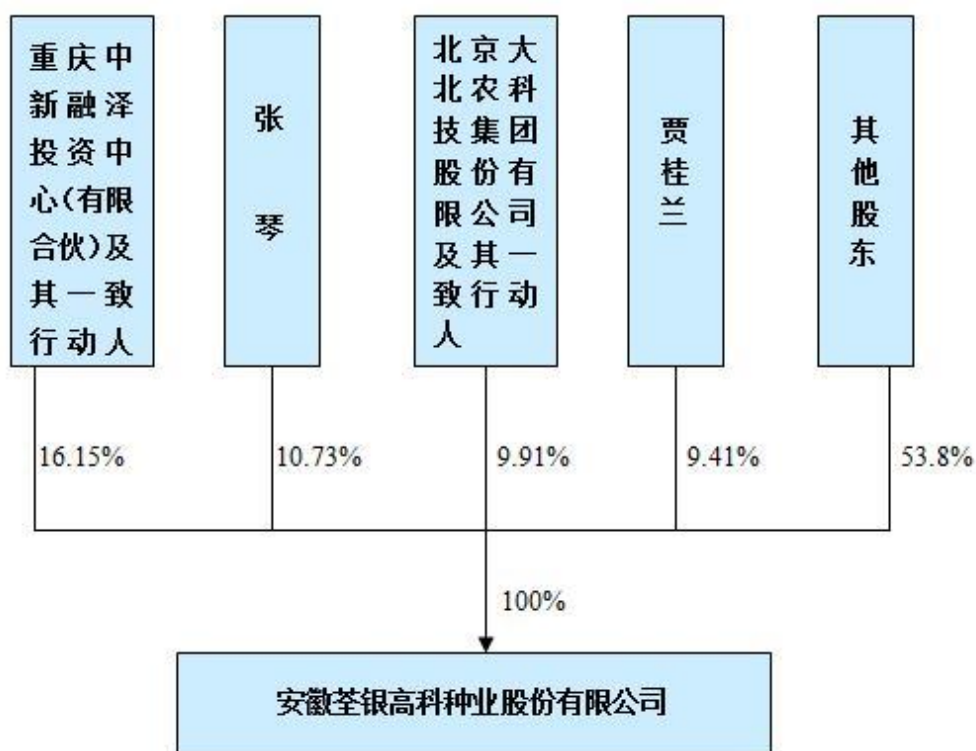 重庆中
新融泽
投资中
心(有限
合伙)及
其一致
行动人
张
琴
北京大
北农科
技集团
股份有
限公司
及其一
致行动
人
贾
桂
兰
其
他
股
东
16.15%
10.73%
9.91%
9.41%
53.8%
100%
安徽荃银高科种业股份有限公司